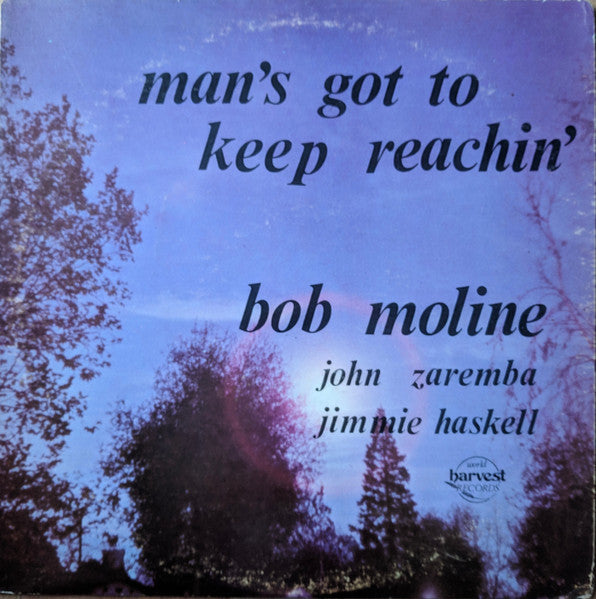 man's got to
keep reachin'
bob moline
john zaremba
jimmie haskell
world
harvest
RECORDS